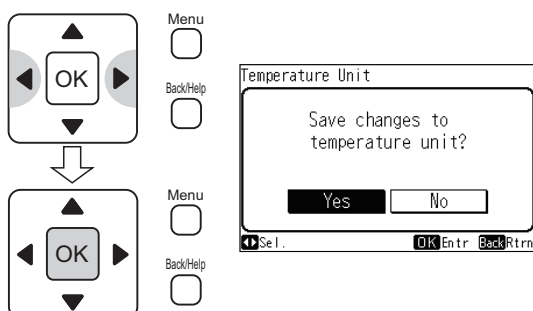 Menu
OK
Back/Help
Menu
OK
Back/Help
Temperature Unit
Save changes to
temperature unit?
Yes No
Sel. OK Entr Back Rtrn